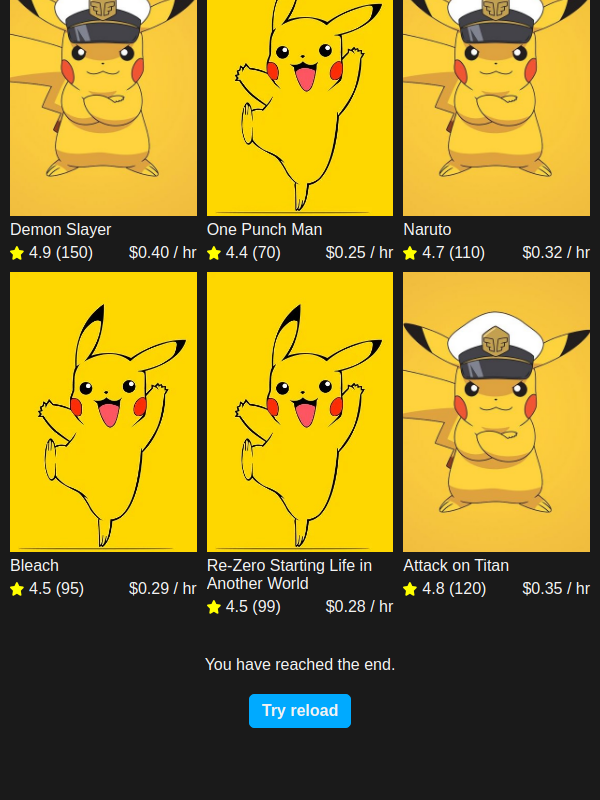 Demon Slayer
4.9 (150) $0.40 / hr
One Punch Man
4.4 (70) $0.25 / hr
Naruto
4.7 (110) $0.32 / hr
Bleach
4.5 (95) $0.29 / hr
Re-Zero Starting Life in
Another World
4.5 (99) $0.28 / hr
Attack on Titan
4.8 (120) $0.35 / hr
You have reached the end.
Try reload